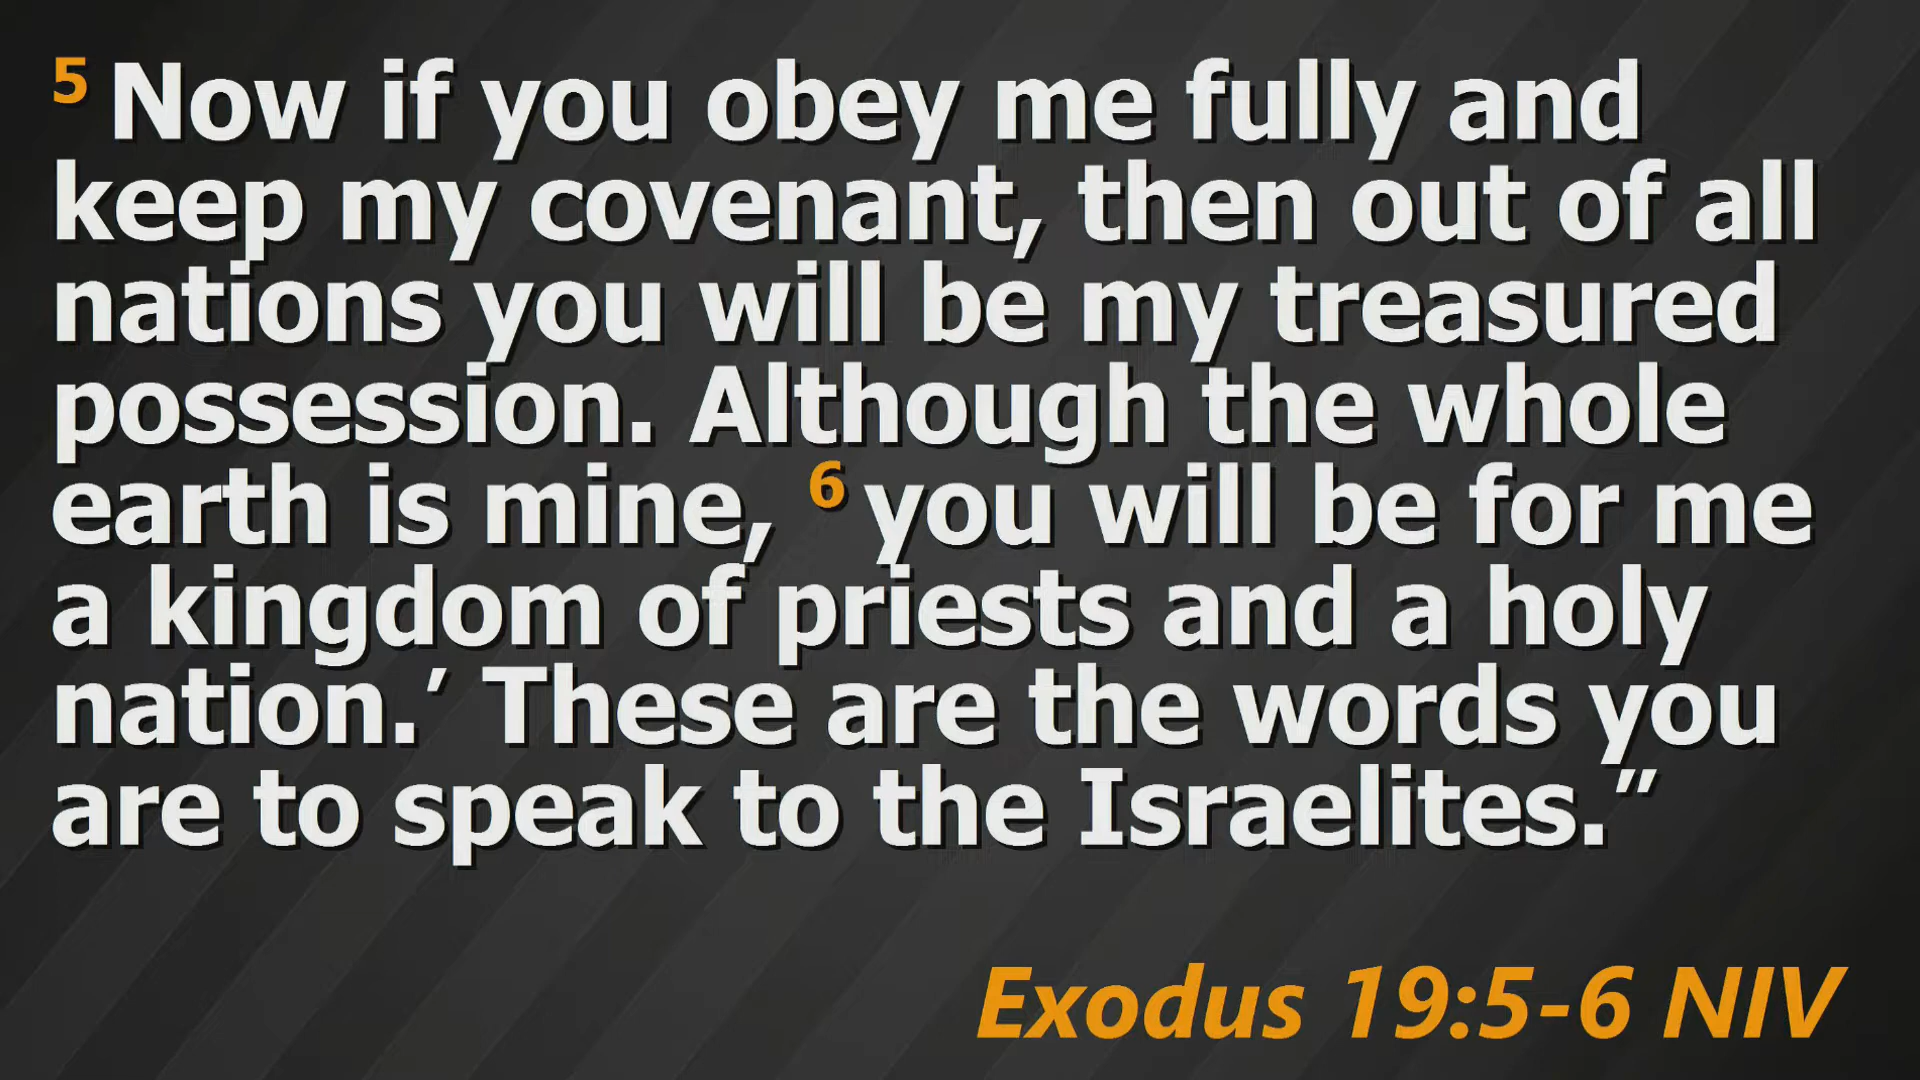 5 Now if you obey me fully and
keep my covenant, then out of all
nations you will be my treasured
possession. Although the whole
earth is mine, 6 you will be for me
a kingdom of priests and a holy
nation.’ These are the words you
are to speak to the Israelites.”
Exodus 19:5-6 NIV